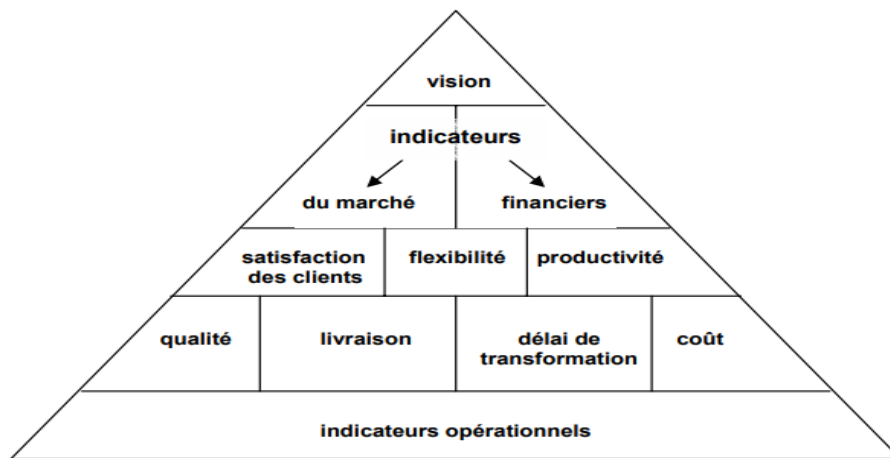 vision
indicateurs
du marché financiers
satisfaction flexibilité productivité
des clients
qualité livraison délai de coût
transformation
indicateurs opérationnels